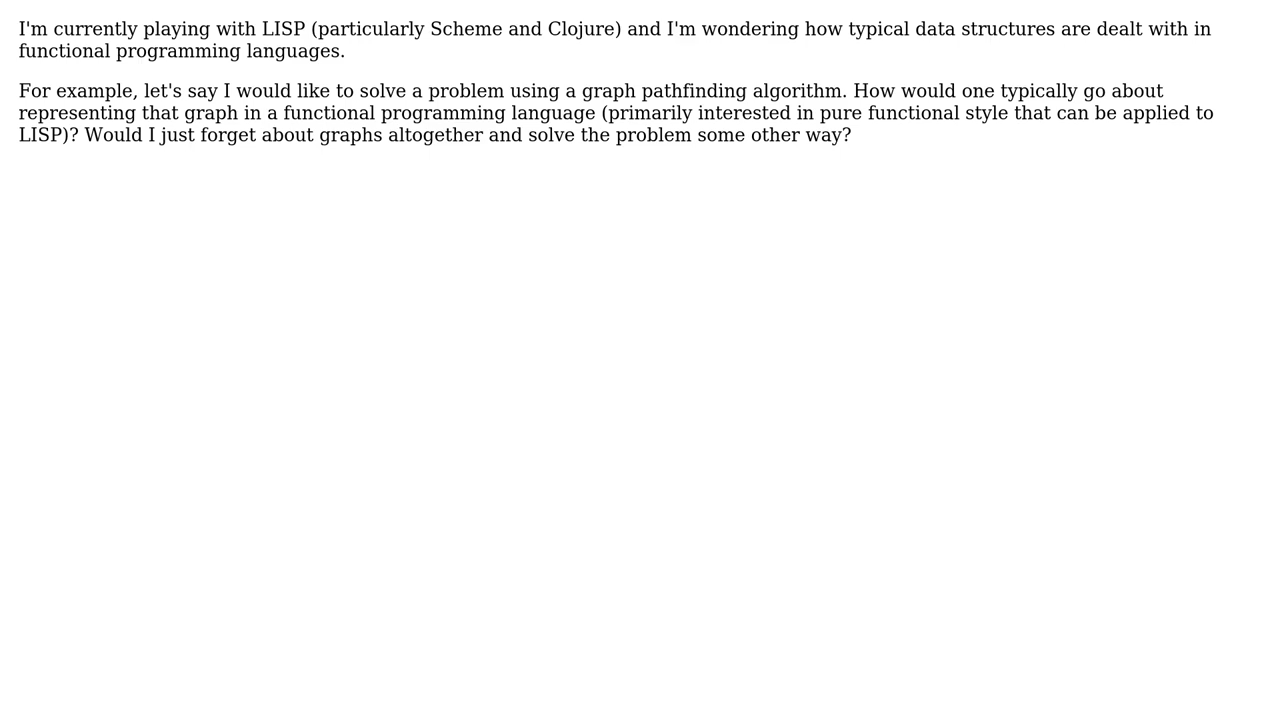 I'm currently playing with LISP (particularly Scheme and Clojure) and I'm wondering how typical data structures are dealt with in
functional programming languages.
For example, let's say I would like to solve a problem using a graph pathfinding algorithm. How would one typically go about
representing that graph in a functional programming language (primarily interested in pure functional style that can be applied to
LISP)? Would I just forget about graphs altogether and solve the problem some other way?